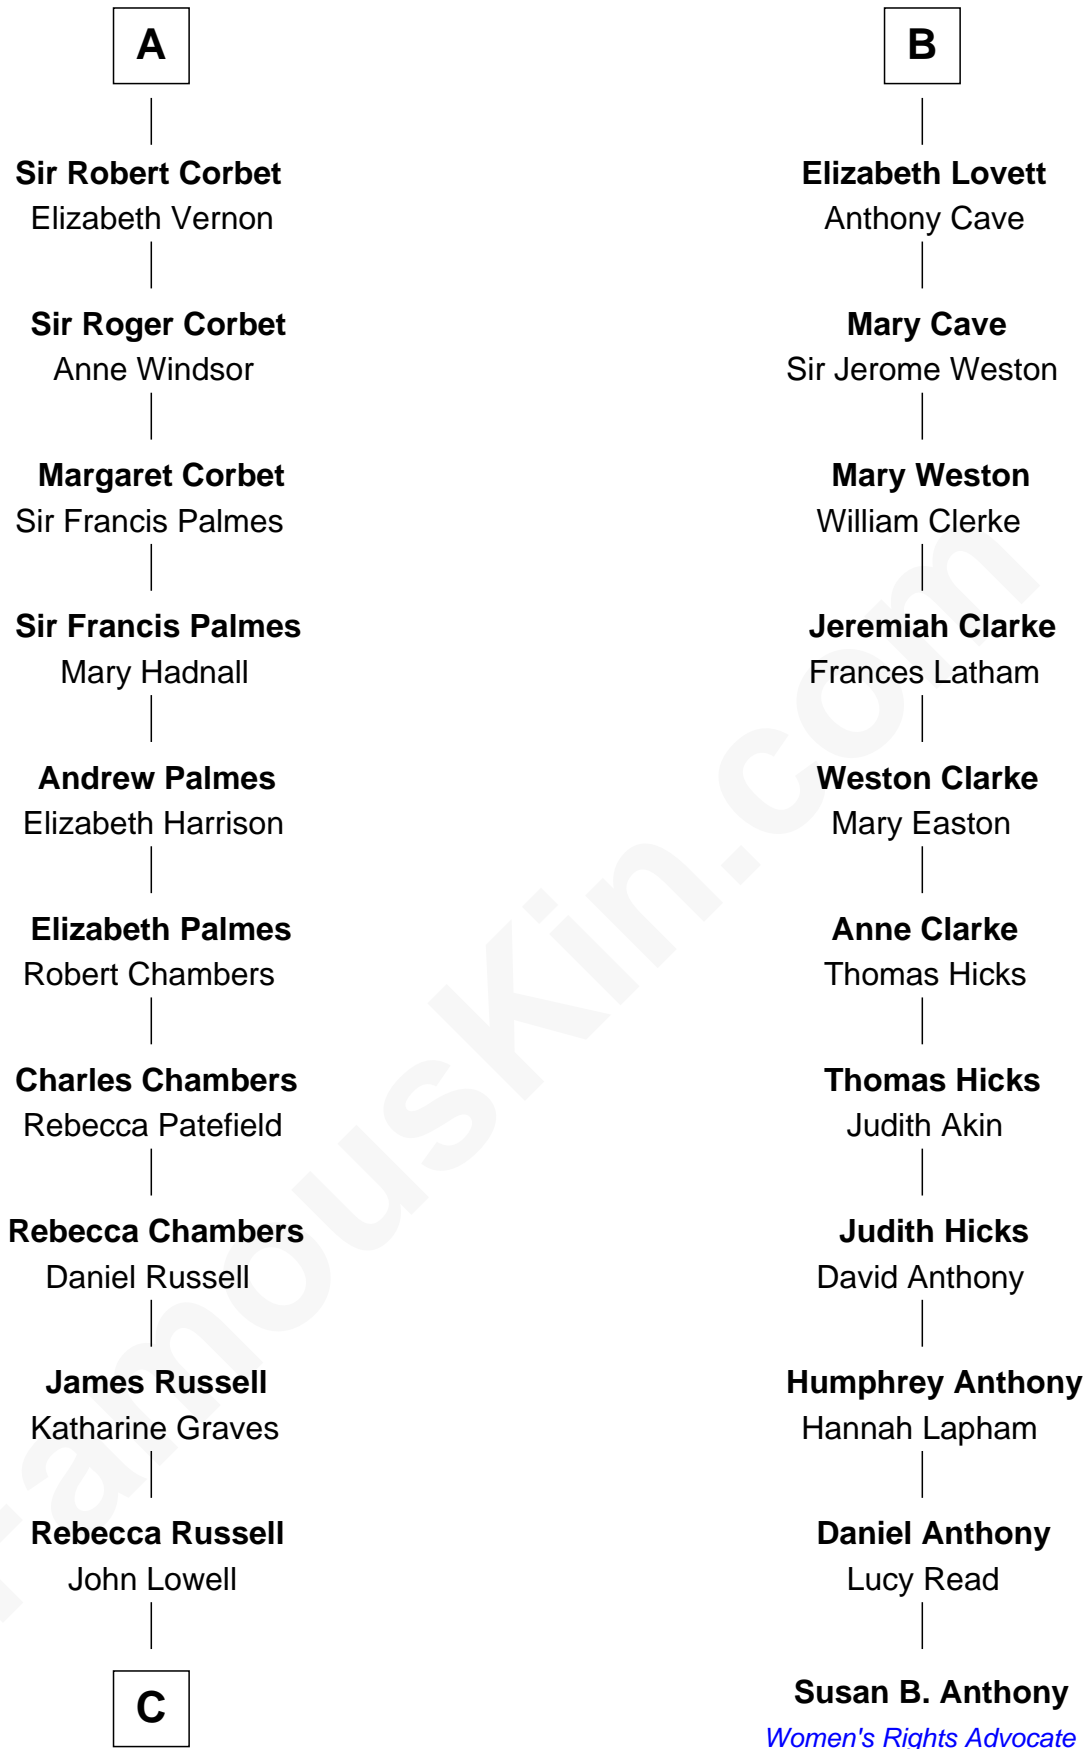 A
Sir Robert Corbet
Elizabeth Vernon
Sir Roger Corbet
Anne Windsor
Margaret Corbet
Sir Francis Palmes
Sir Francis Palmes
Mary Hadnall
Andrew Palmes
Elizabeth Harrison
Elizabeth Palmes
Robert Chambers
Charles Chambers
Rebecca Patefield
Rebecca Chambers
Daniel Russell
James Russell
Katharine Graves
Rebecca Russell
John Lowell
C
B
Elizabeth Lovett
Anthony Cave
Mary Cave
Sir Jerome Weston
Mary Weston
William Clerke
Jeremiah Clarke
Frances Latham
Weston Clarke
Mary Easton
Anne Clarke
Thomas Hicks
Thomas Hicks
Judith Akin
Judith Hicks
David Anthony
Humphrey Anthony
Hannah Lapham
Daniel Anthony
Lucy Read
Susan B. Anthony
Women's Rights Advocate
FamousKin.com